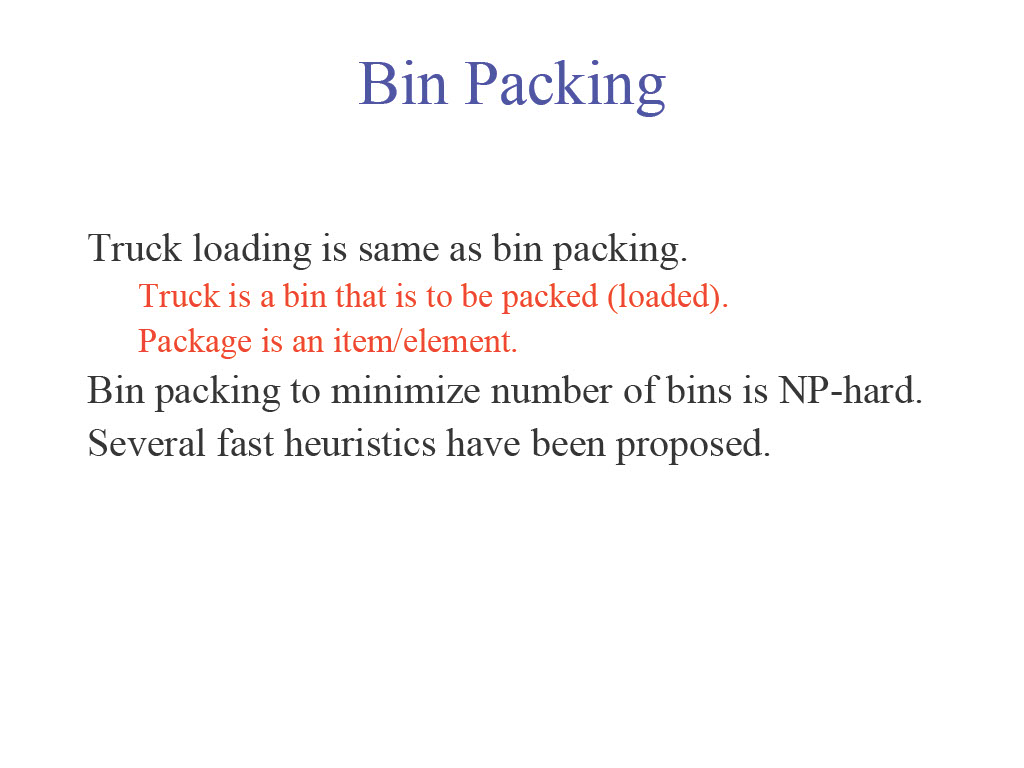 Bin Packing
Truck loading is same as bin packing.
Truck is a bin that is to be packed (loaded).
Package is an item/element.
Bin packing to minimize number of bins is NP-hard.
Several fast heuristics have been proposed.